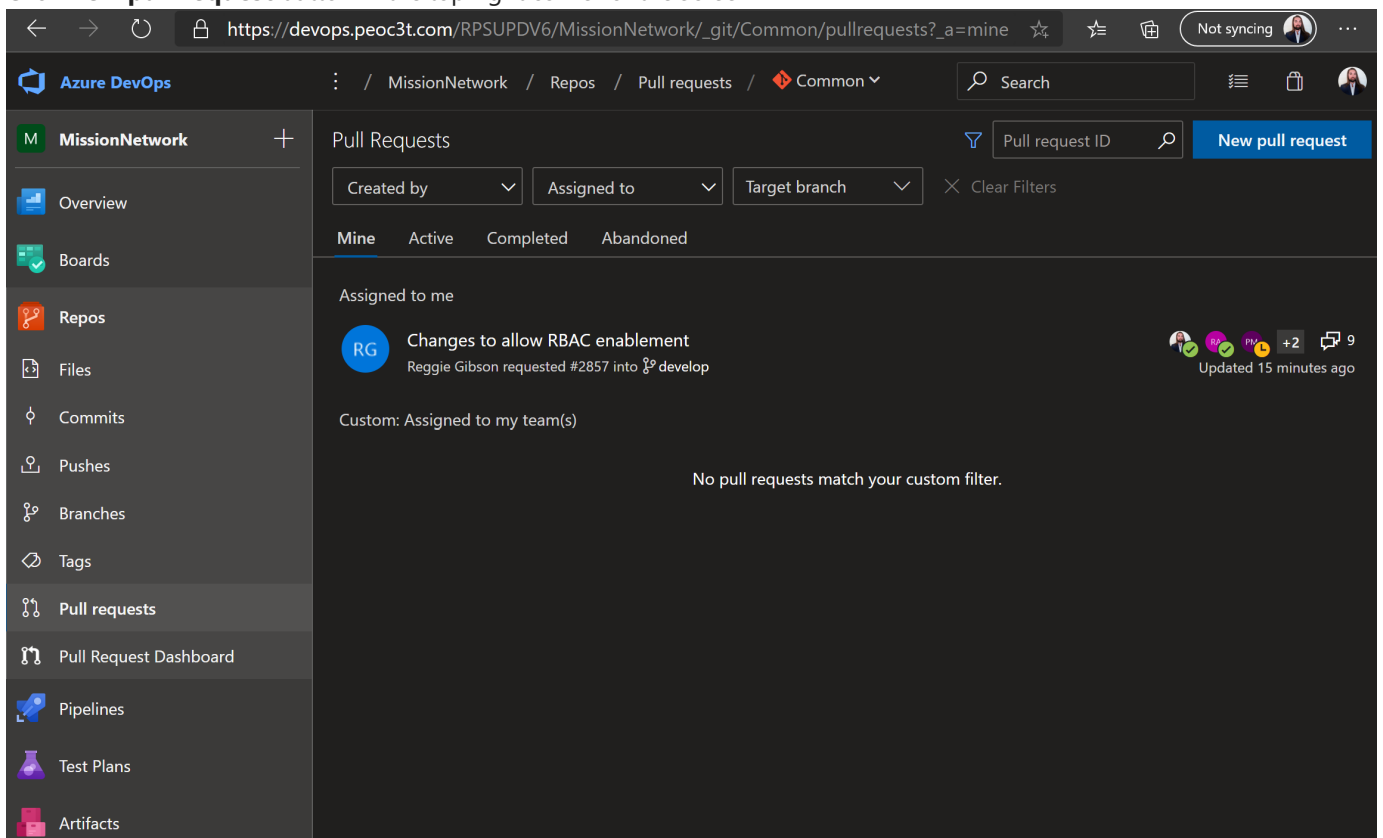 https://devops.peoc3t.com/RPSUPDV6/MissionNetwork/_git/Common/pullrequests?_a=mine Not syncing
Azure DevOps / MissionNetwork / Repos / Pull requests / Common Search
M MissionNetwork
Overview
Boards
Repos
Files
Commits
Pushes
Branches
Tags
Pull requests
Pull Request Dashboard
Pipelines
Test Plans
Artifacts
Pull Requests Pull request ID New pull request
Created by Assigned to Target branch Clear Filters
Mine Active Completed Abandoned
Assigned to me
RG Changes to allow RBAC enablement PM +2 9
Reggie Gibson requested #2857 into develop Updated 15 minutes ago
Custom: Assigned to my team(s)
No pull requests match your custom filter.